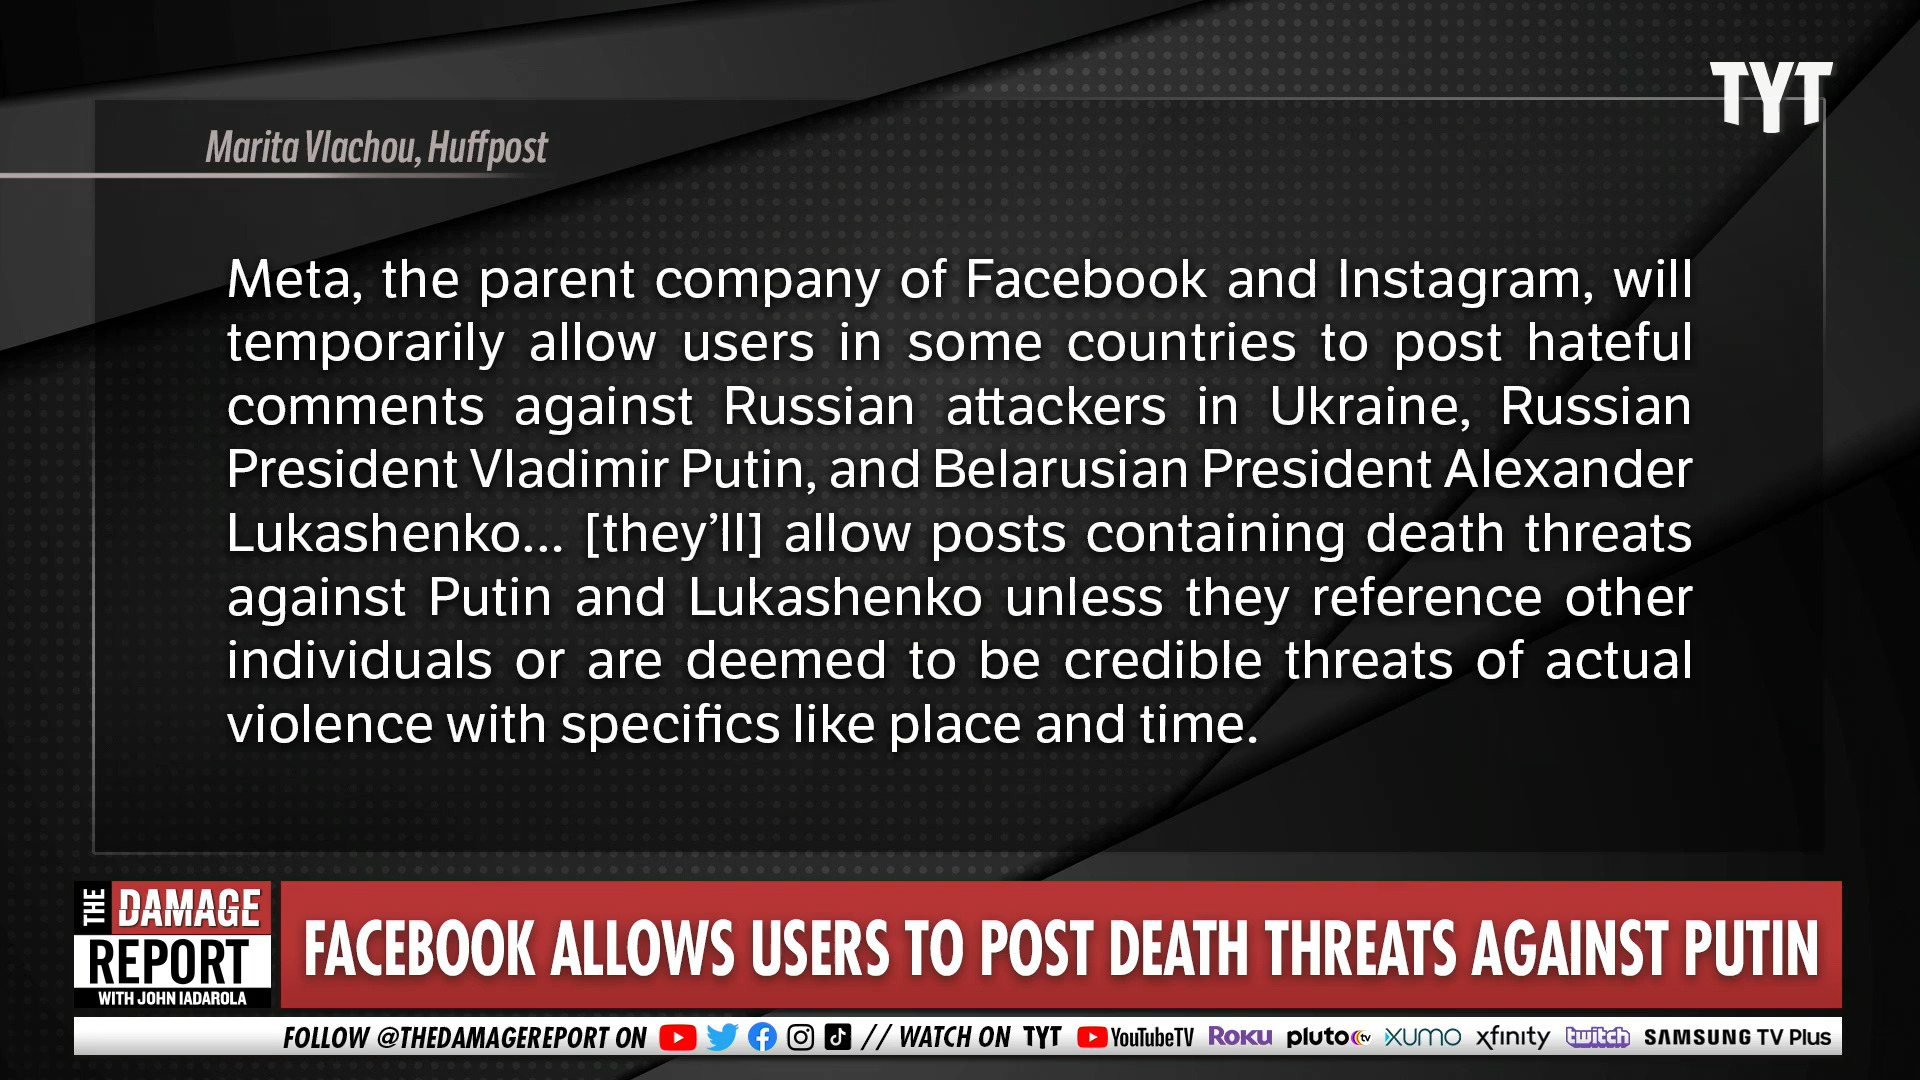 TYT
Marita Vlachou, Huffpost
Meta, the parent company of Facebook and Instagram, will
temporarily allow users in some countries to post hateful
comments against Russian attackers in Ukraine, Russian
President Vladimir Putin, and Belarusian President Alexander
Lukashenko... [they’ll] allow posts containing death threats
against Putin and Lukashenko unless they reference other
individuals or are deemed to be credible threats of actual
violence with specifics like place and time.
THE DAMAGE
REPORT
WITH JOHN IADAROLA
FACEBOOK ALLOWS USERS TO POST DEATH THREATS AGAINST PUTIN
FOLLOW @THEDAMAGEREPORT ON // WATCH ON TYT YouTubeTV ROKU pluto tv XUMO xfinity twitch SAMSUNG TV Plus